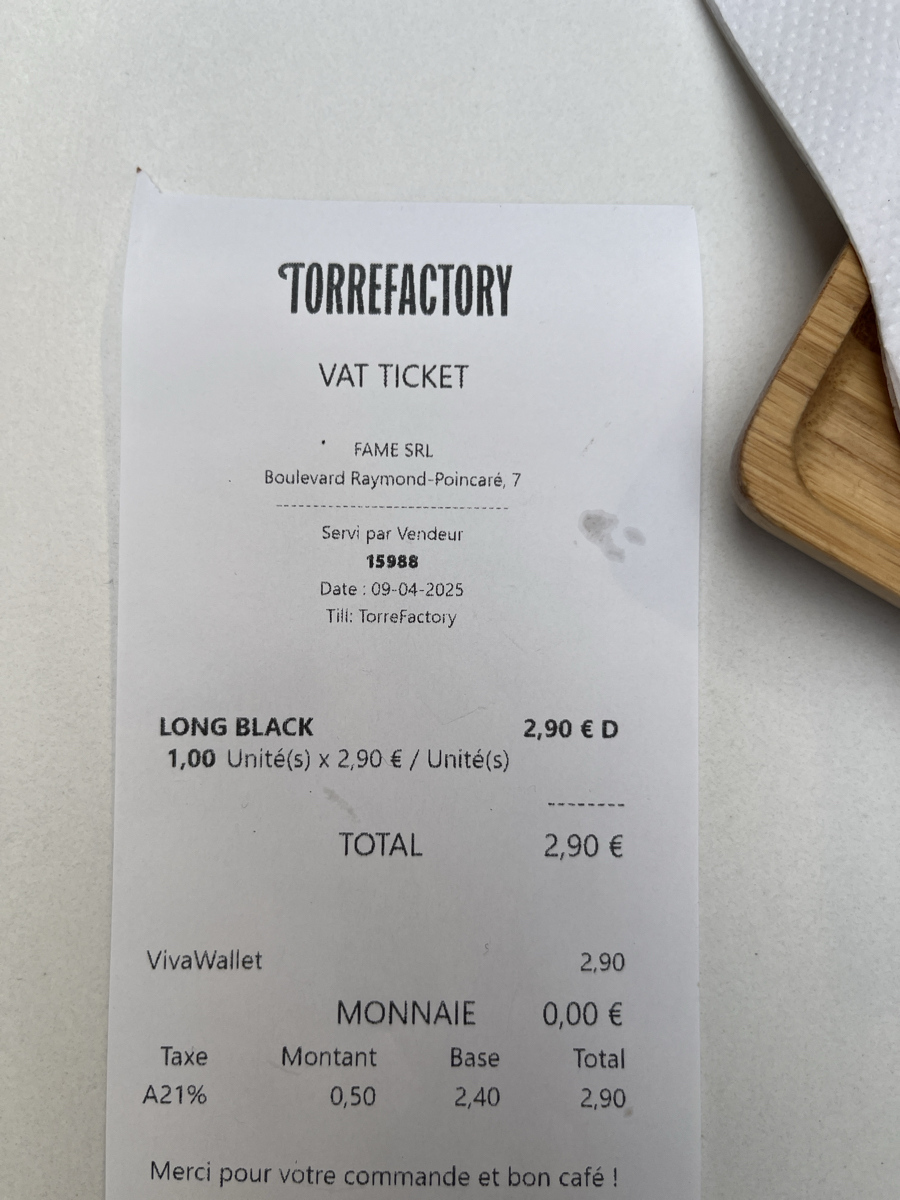 TORREFACTORY
VAT TICKET
FAME SRL
Boulevard Raymond-Poincaré, 7
--------------------------------
Servi par Vendeur
15988
Date : 09-04-2025
Till: TorreFactory
LONG BLACK 2,90 € D
1,00 Unité(s) x 2,90 € / Unité(s)
--------
TOTAL 2,90 €
VivaWallet 2,90
MONNAIE 0,00 €
Taxe Montant Base Total
A21% 0,50 2,40 2,90
Merci pour votre commande et bon café !